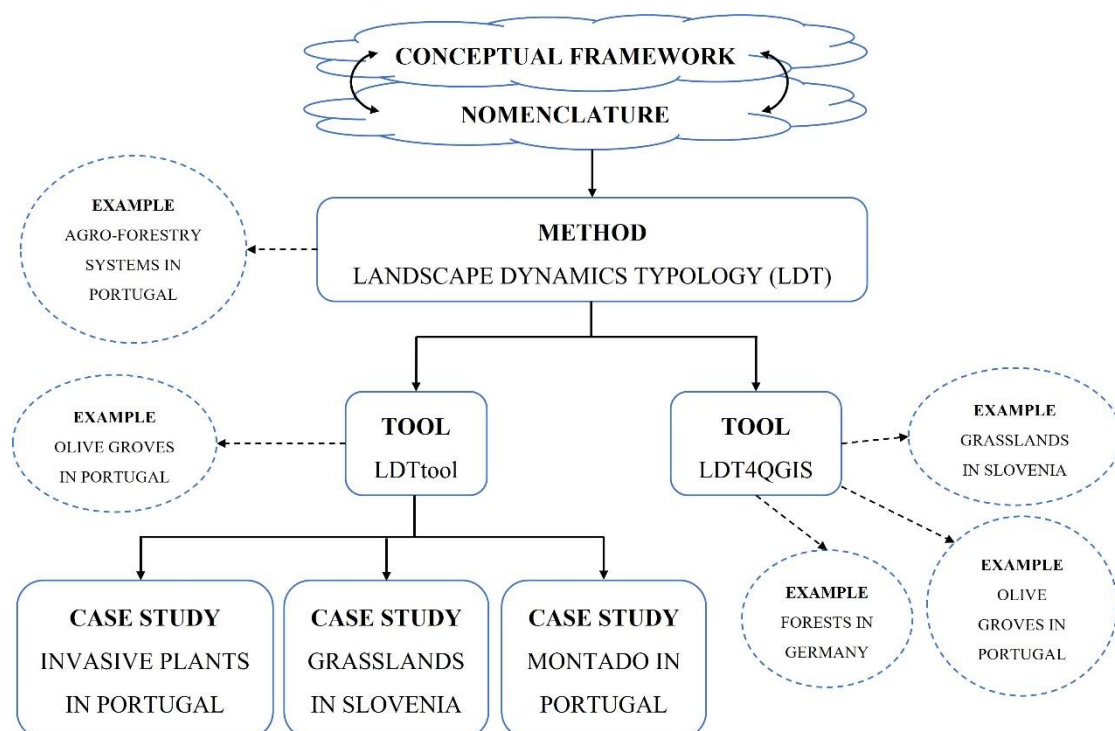 CONCEPTUAL FRAMEWORK
NOMENCLATURE
EXAMPLE
AGRO-FORESTRY
SYSTEMS IN
PORTUGAL
METHOD
LANDSCAPE DYNAMICS TYPOLOGY (LDT)
EXAMPLE
OLIVE GROVES
IN PORTUGAL
TOOL
LDTtool
TOOL
LDT4QGIS
EXAMPLE
GRASSLANDS
IN SLOVENIA
CASE STUDY
INVASIVE PLANTS
IN PORTUGAL
CASE STUDY
GRASSLANDS
IN SLOVENIA
CASE STUDY
MONTADO IN
PORTUGAL
EXAMPLE
FORESTS IN
GERMANY
EXAMPLE
OLIVE
GROVES IN
PORTUGAL